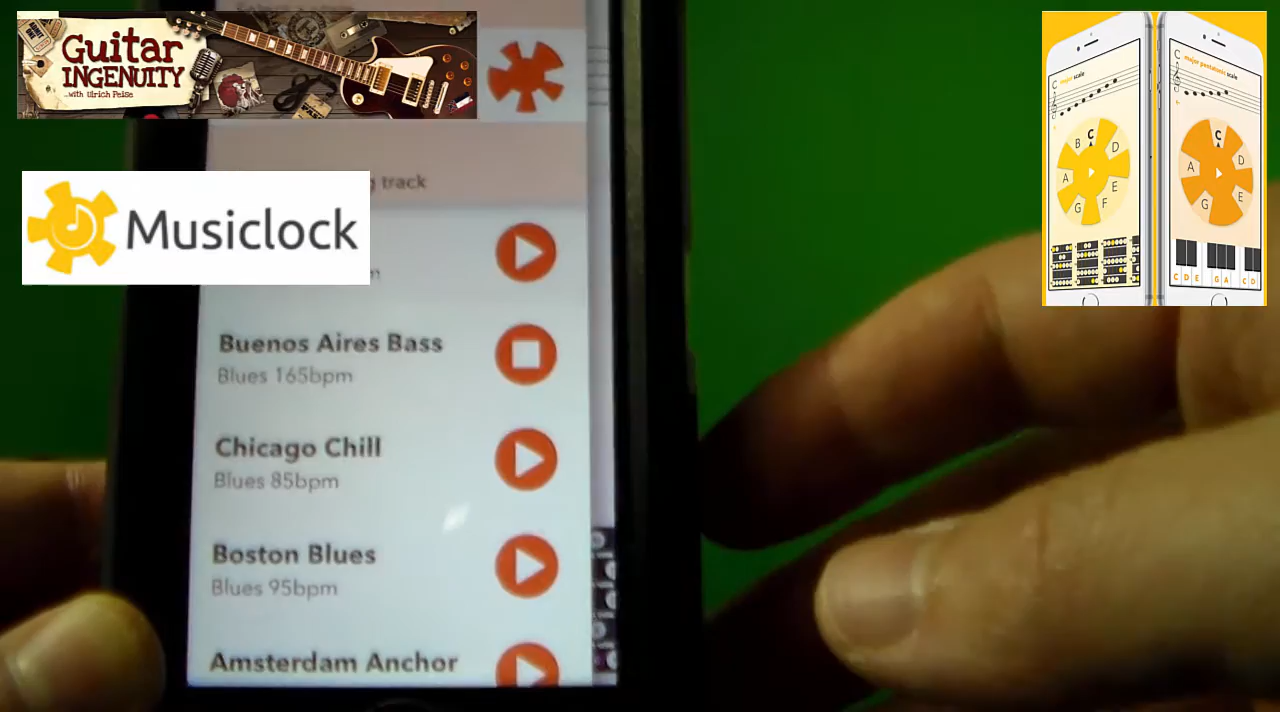 Guitar
INGENUITY
...with Ulrich Peise
Musiclock
track
Buenos Aires Bass
Blues 165bpm
Chicago Chill
Blues 85bpm
Boston Blues
Blues 95bpm
Amsterdam Anchor
C major scale
C
B D
A E
G F
C major pentatonic scale
C
A D
G E
C D E G A C D